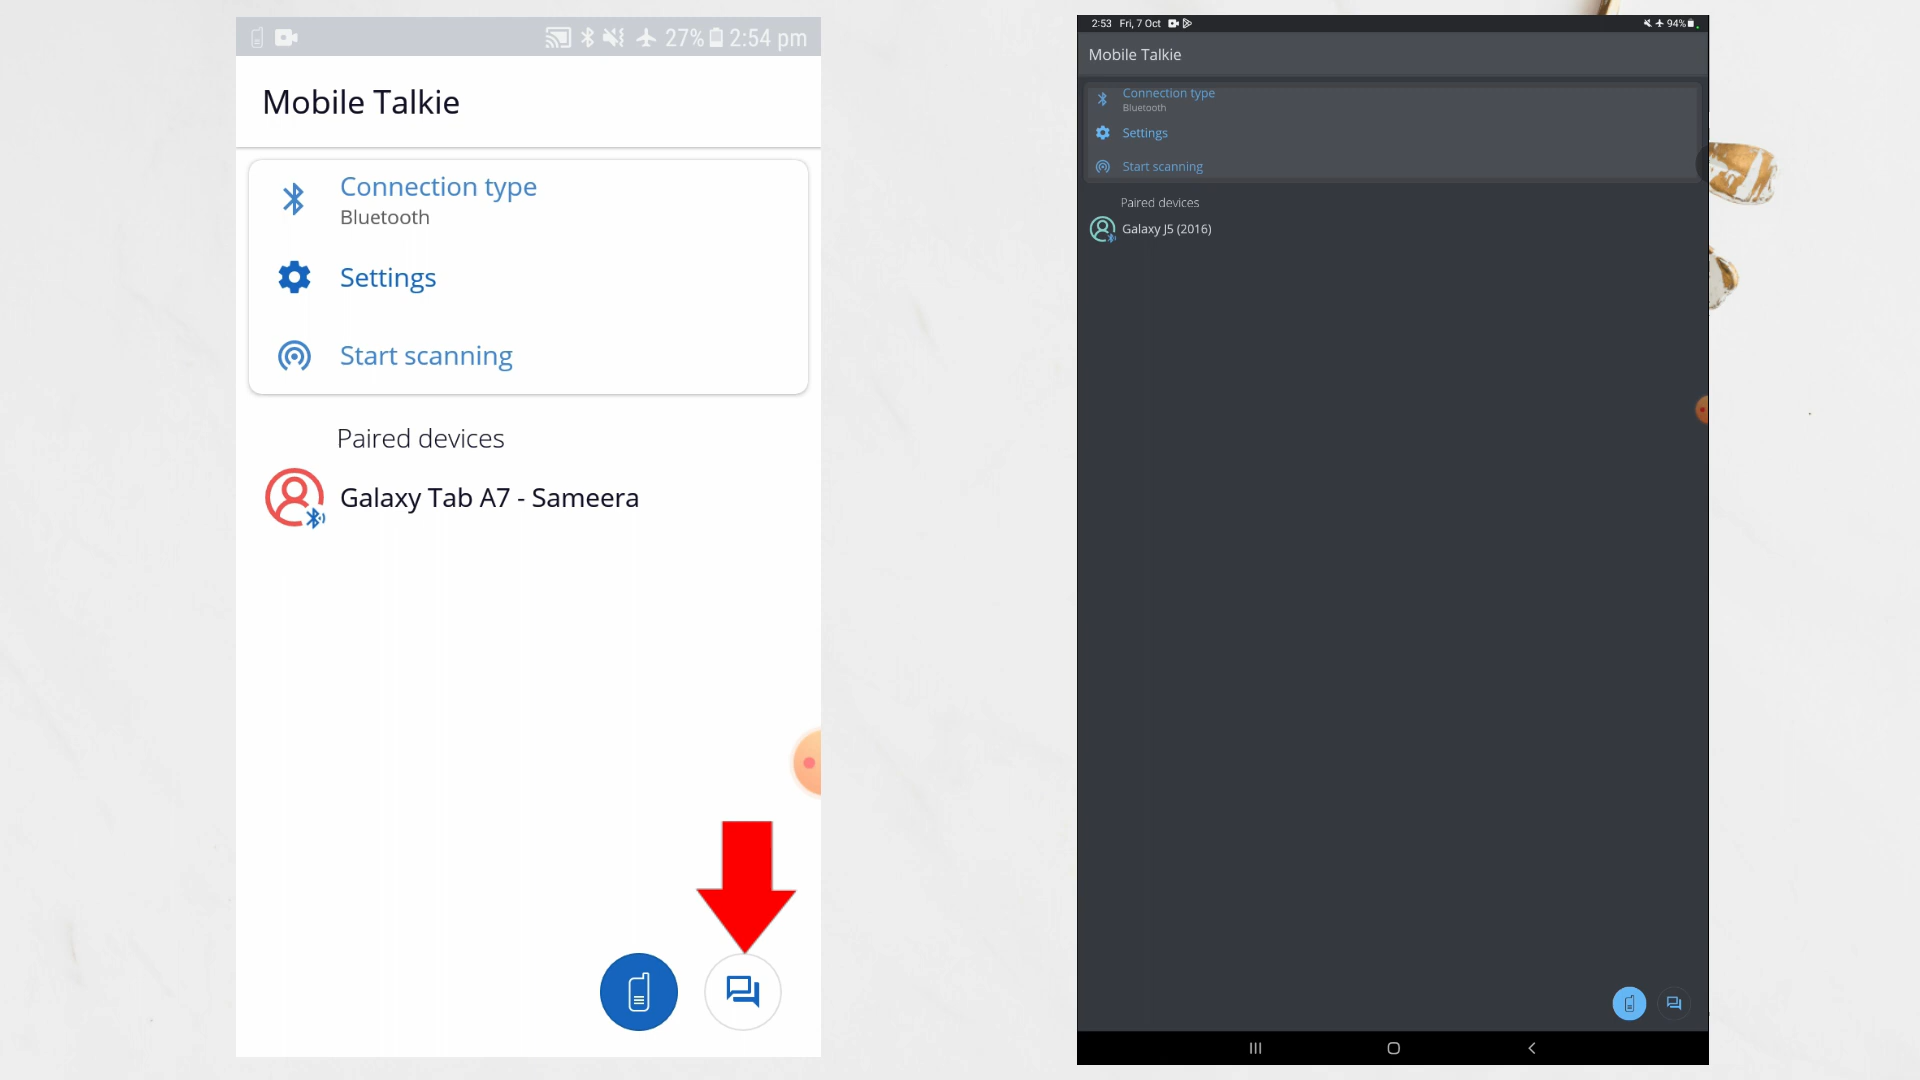 27% 2:54 pm
Mobile Talkie
Connection type
Bluetooth
Settings
Start scanning
Paired devices
Galaxy Tab A7 - Sameera
2:53 Fri, 7 Oct
94%
Mobile Talkie
Connection type
Bluetooth
Settings
Start scanning
Paired devices
Galaxy J5 (2016)